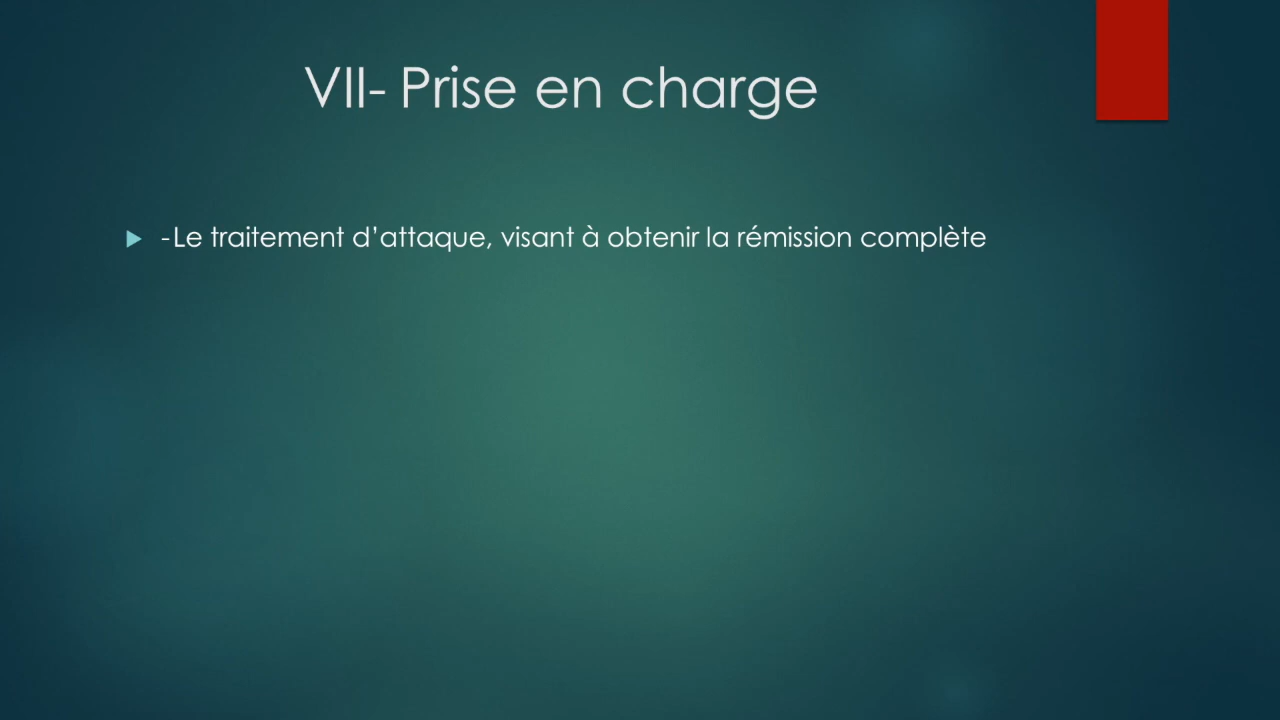 VII- Prise en charge
-Le traitement d’attaque, visant à obtenir la rémission complète